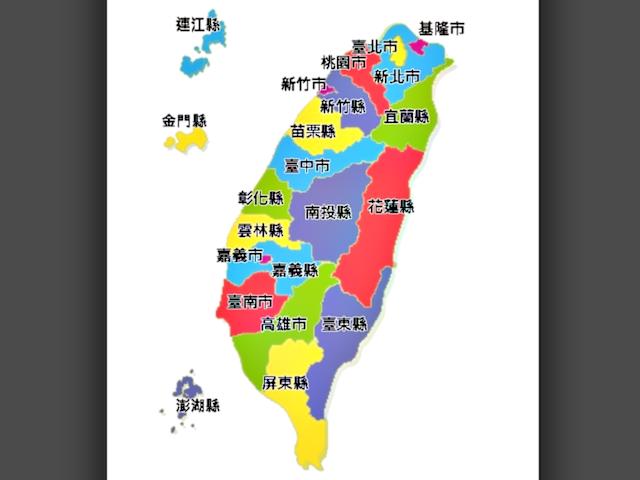 連江縣
基隆市
臺北市
桃園市
新北市
新竹市
新竹縣
金門縣
宜蘭縣
苗栗縣
臺中市
彰化縣
南投縣
花蓮縣
雲林縣
嘉義市
嘉義縣
臺南市
高雄市
臺東縣
屏東縣
澎湖縣